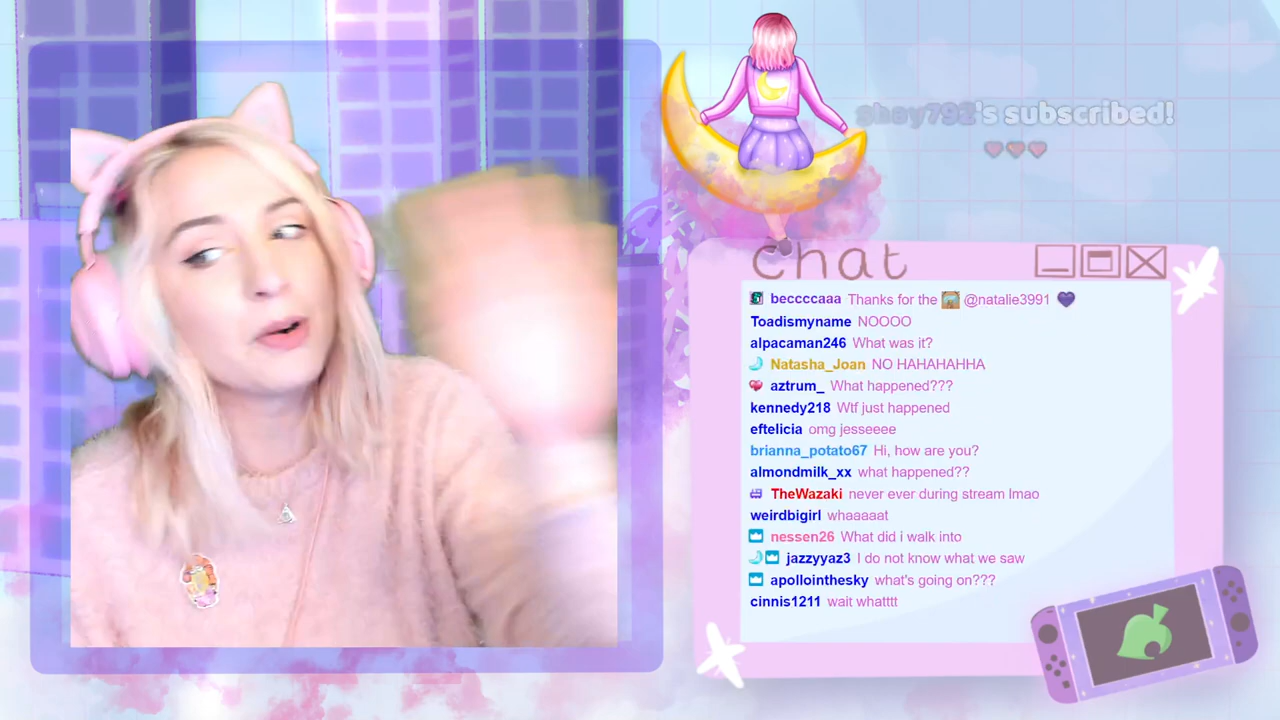 shay792's subscribed!
chat
beccccaaa Thanks for the @natalie3991
Toadismyname NOOOO
alpacaman246 What was it?
Natasha_Joan NO HAHAHAHHA
aztrum_ What happened???
kennedy218 Wtf just happened
eftelicia omg jesseeee
brianna_potato67 Hi, how are you?
almondmilk_xx what happened??
TheWazaki never ever during stream lmao
weirdbigirl whaaaaat
nessen26 What did i walk into
jazzyyaz3 I do not know what we saw
apollointhesky what's going on???
cinnis1211 wait whatttt